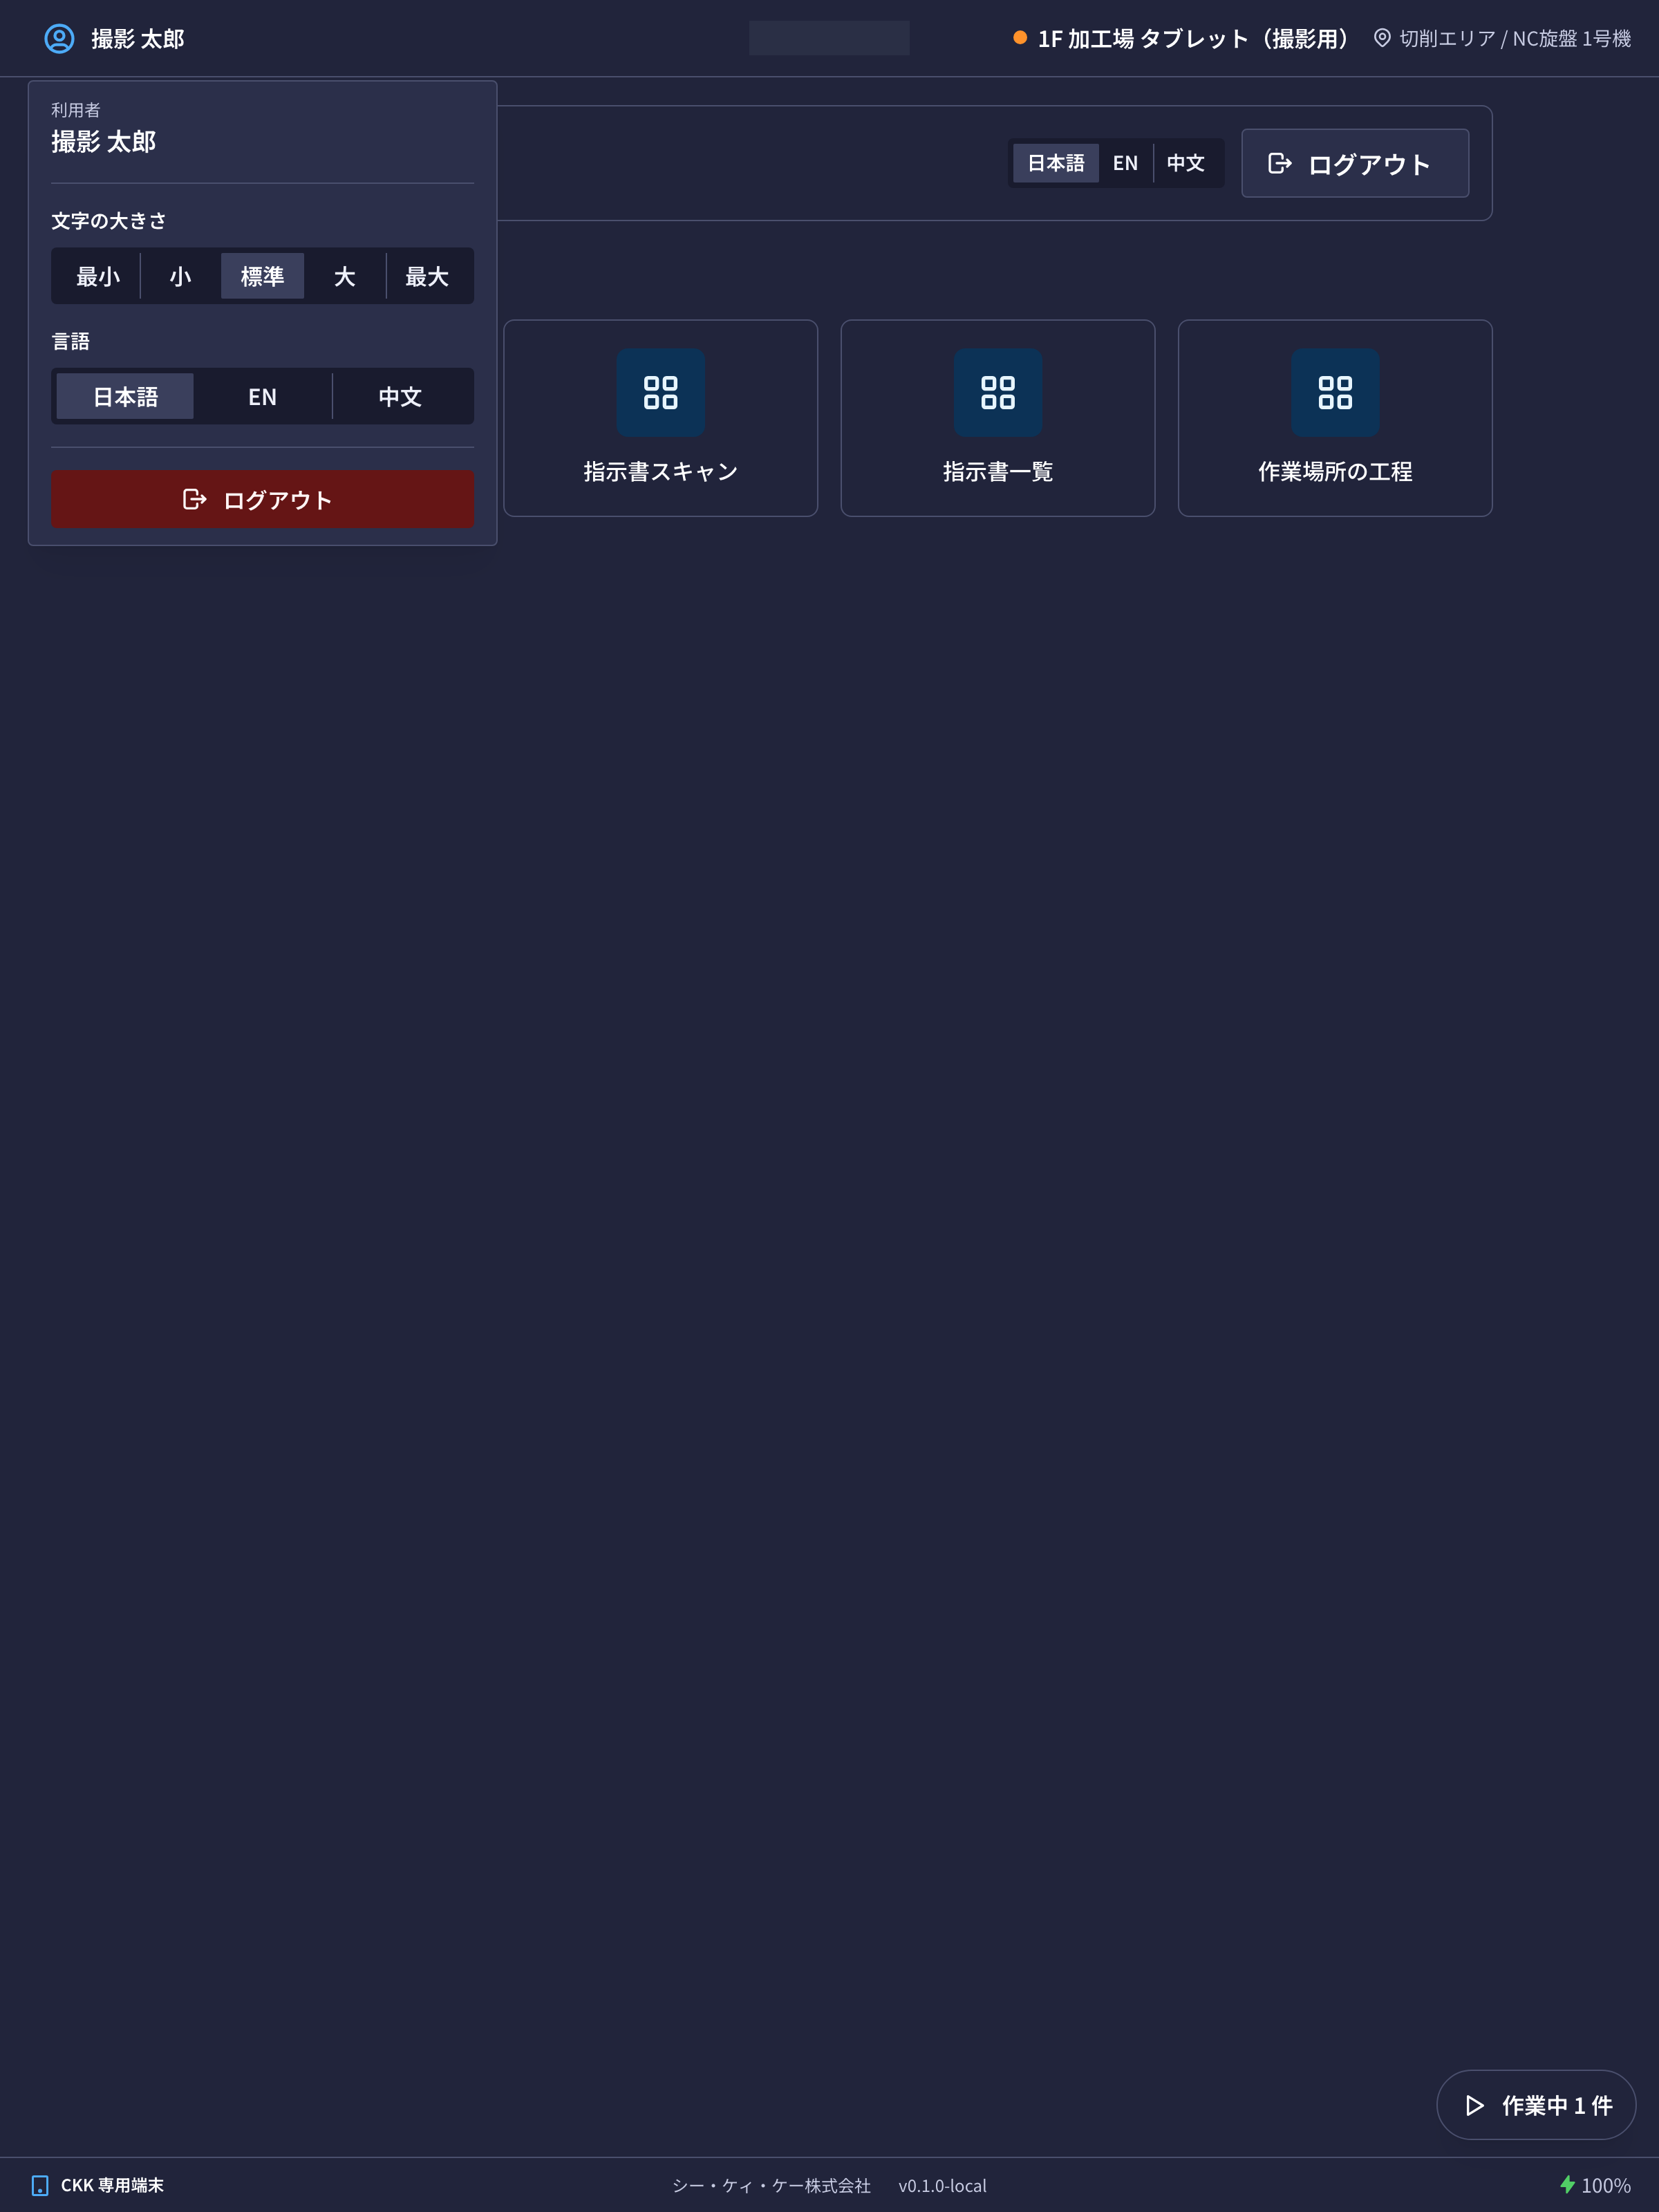 撮影 太郎
1F 加工場 タブレット（撮影用） 切削エリア / NC旋盤 1号機
利用者
撮影 太郎
日本語 EN 中文 ログアウト
文字の大きさ
最小 小 標準 大 最大
言語
日本語 EN 中文
ログアウト
指示書スキャン 指示書一覧 作業場所の工程
作業中 1 件
CKK 専用端末 シー・ケィ・ケー株式会社 v0.1.0-local 100%